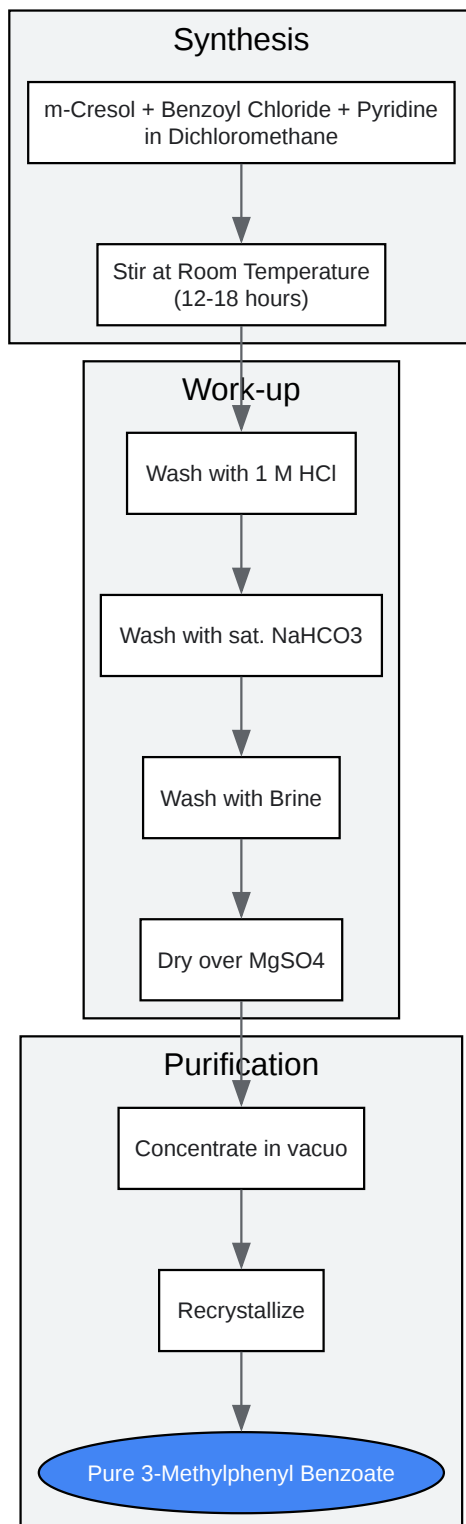 Synthesis
m-Cresol + Benzoyl Chloride + Pyridine
in Dichloromethane
Stir at Room Temperature
(12-18 hours)
Work-up
Wash with 1 M HCl
Wash with sat. NaHCO3
Wash with Brine
Dry over MgSO4
Purification
Concentrate in vacuo
Recrystallize
Pure 3-Methylphenyl Benzoate